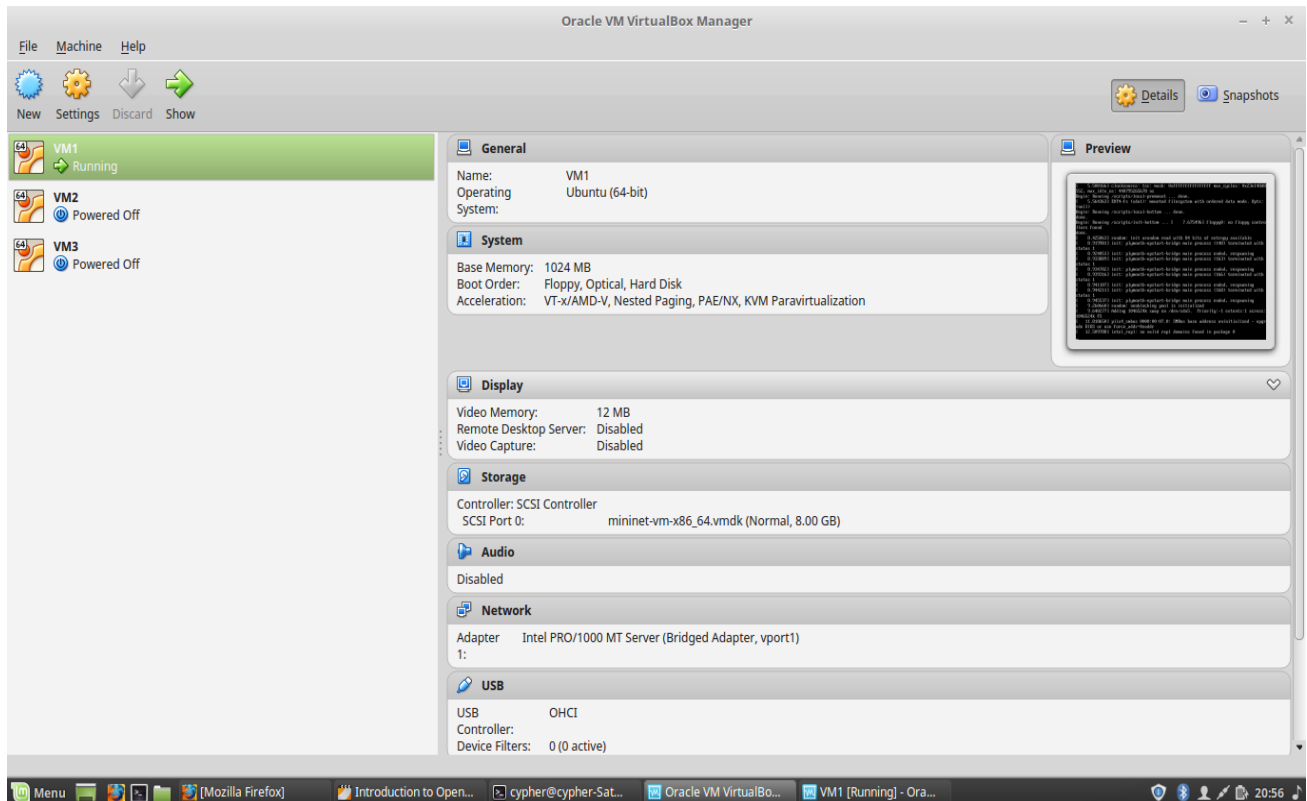 Oracle VM VirtualBox Manager
File Machine Help
New Settings Discard Show
Details Snapshots
64 VM1
Running
64 VM2
Powered Off
64 VM3
Powered Off
General
Name: VM1
Operating System: Ubuntu (64-bit)
System
Base Memory: 1024 MB
Boot Order: Floppy, Optical, Hard Disk
Acceleration: VT-x/AMD-V, Nested Paging, PAE/NX, KVM Paravirtualization
Preview
Display
Video Memory: 12 MB
Remote Desktop Server: Disabled
Video Capture: Disabled
Storage
Controller: SCSI Controller
SCSI Port 0: mininet-vm-x86_64.vmdk (Normal, 8.00 GB)
Audio
Disabled
Network
Adapter 1: Intel PRO/1000 MT Server (Bridged Adapter, vport1)
USB
USB Controller: OHCI
Device Filters: 0 (0 active)
Menu [Mozilla Firefox] Introduction to Open... cypher@cypher-Sat... Oracle VM VirtualBo... VM1 [Running] - Ora... 20:56